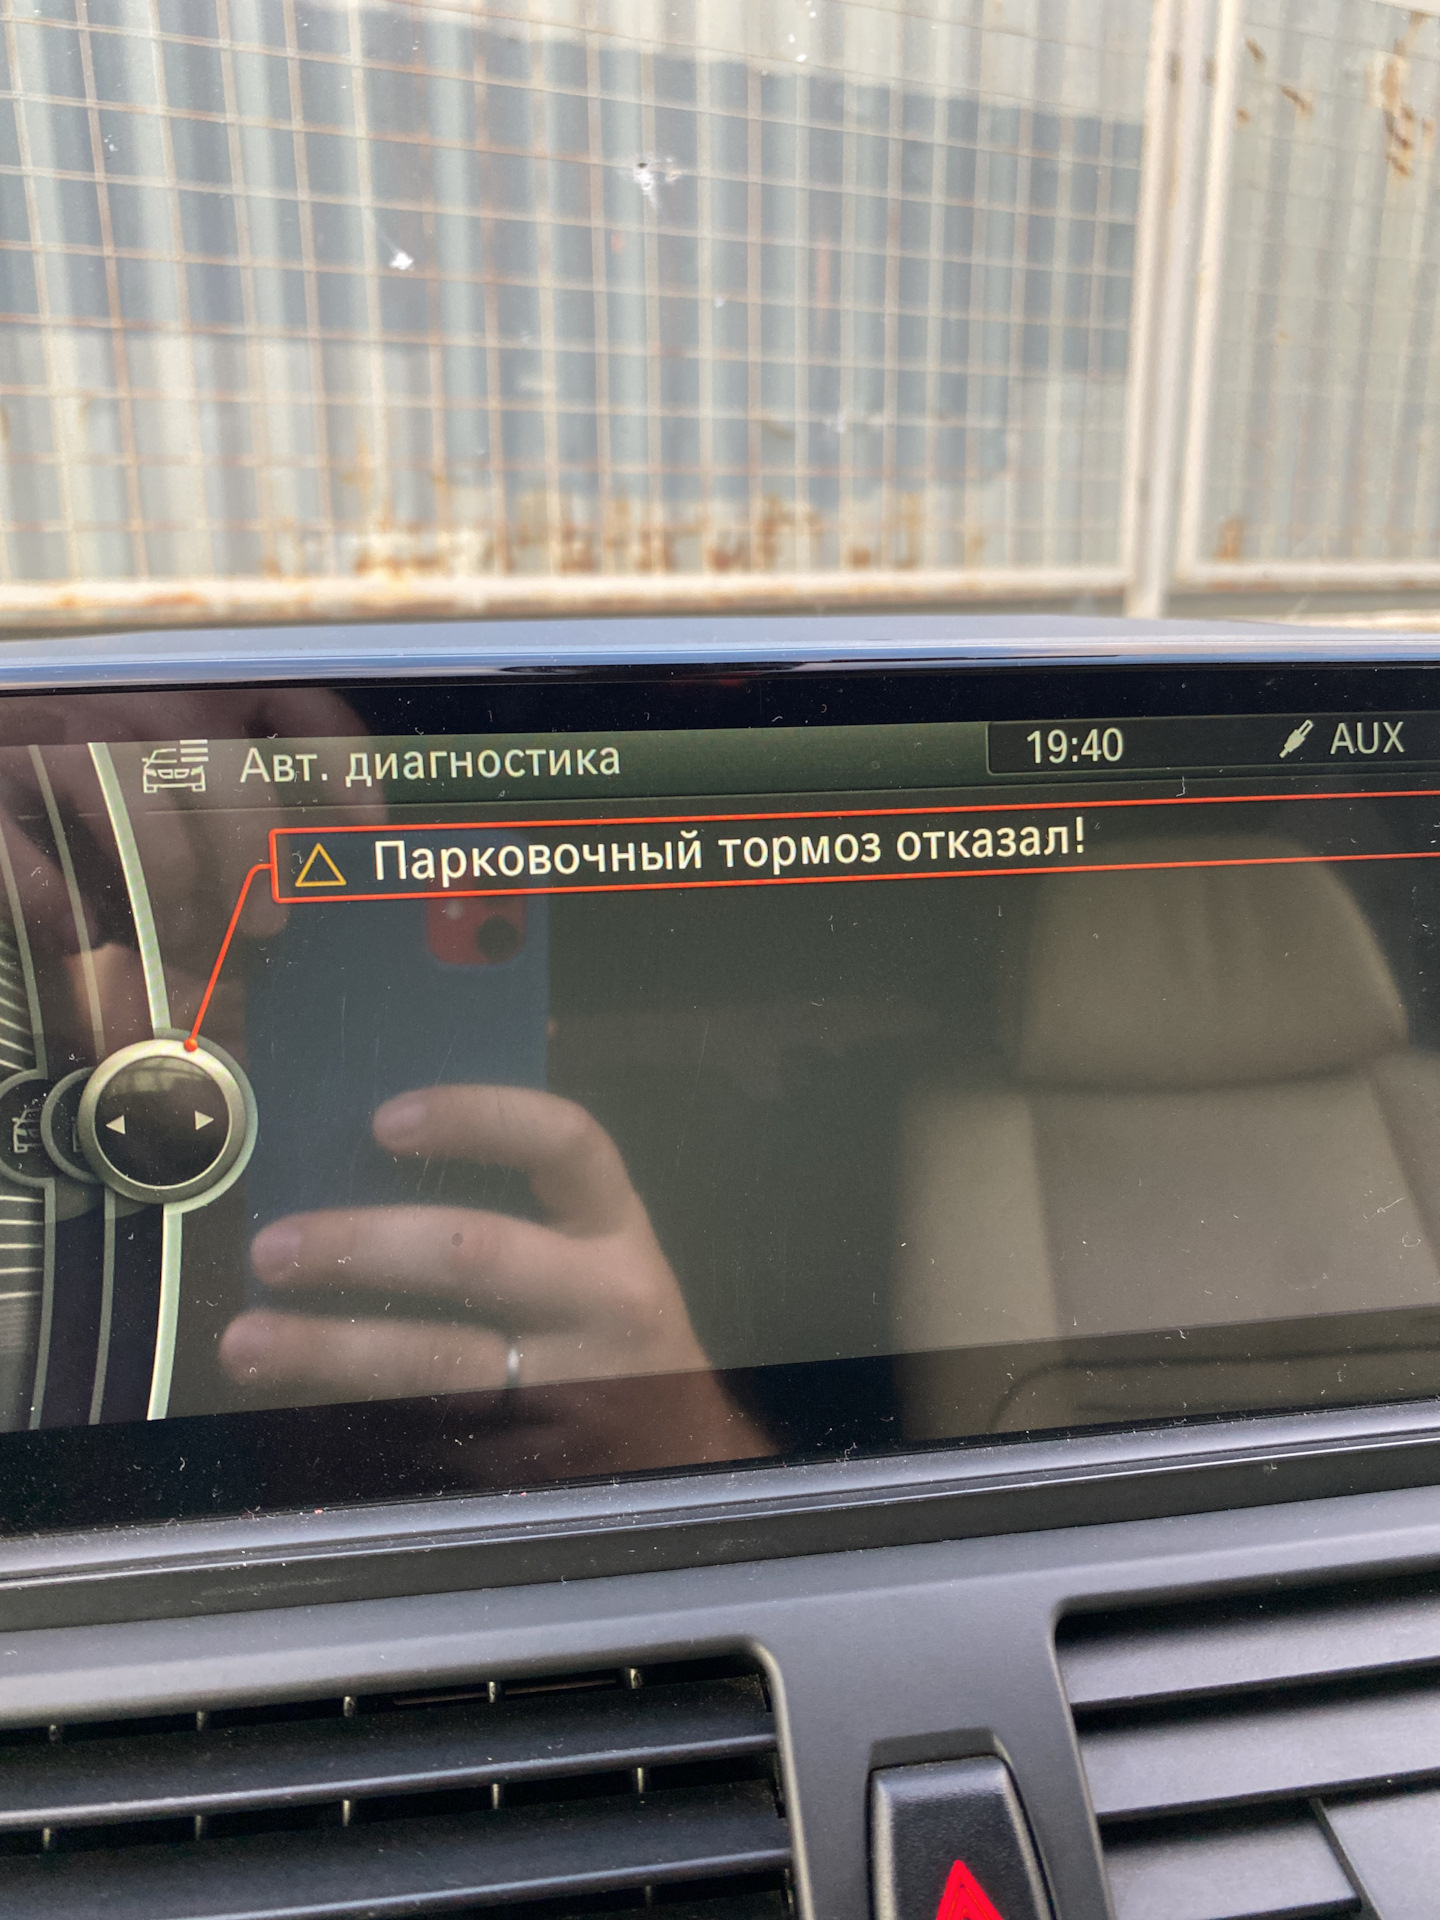 Авт. диагностика
19:40
AUX
Парковочный тормоз отказал!